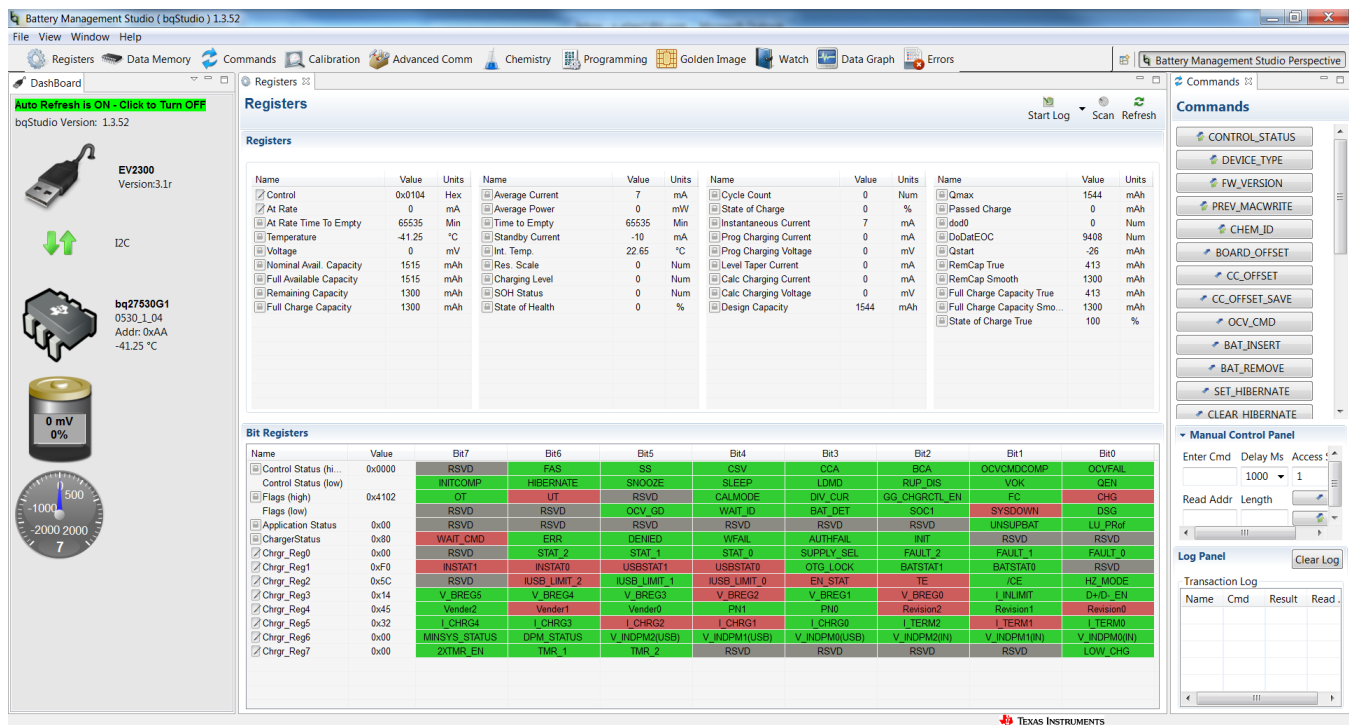 Battery Management Studio ( bqStudio ) 1.3.52
File View Window Help
Registers Data Memory Commands Calibration Advanced Comm Chemistry Programming Golden Image Watch Data Graph Errors Battery Management Studio Perspective
DashBoard
Auto Refresh is ON - Click to Turn OFF
bqStudio Version: 1.3.52
EV2300
Version:3.1r
I2C
bq27530G1
0530_1_04
Addr: 0xAA
-41.25 °C
0 mV
0%
500
-1000
-2000 2000
7
Registers
Registers
Start Log Scan Refresh
Registers
Name Value Units Name Value Units Name Value Units Name Value Units
Control 0x0104 Hex Average Current 7 mA Cycle Count 0 Num Qmax 1544 mAh
At Rate 0 mA Average Power 0 mW State of Charge 0 % Passed Charge 0 mAh
At Rate Time To Empty 65535 Min Time to Empty 65535 Min Instantaneous Current 7 mA dod0 0 Num
Temperature -41.25 °C Standby Current -10 mA Prog Charging Current 0 mA DoDatEOC 9408 Num
Voltage 0 mV Int. Temp. 22.65 °C Prog Charging Voltage 0 mV Qstart -26 mAh
Nominal Avail. Capacity 1515 mAh Res. Scale 0 Num Level Taper Current 0 mA RemCap True 413 mAh
Full Available Capacity 1515 mAh Charging Level 0 Num Calc Charging Current 0 mA RemCap Smooth 1300 mAh
Remaining Capacity 1300 mAh SOH Status 0 Num Calc Charging Voltage 0 mV Full Charge Capacity True 413 mAh
Full Charge Capacity 1300 mAh State of Health 0 % Design Capacity 1544 mAh Full Charge Capacity Smo... 1300 mAh
State of Charge True 100 %
Bit Registers
Name Value Bit7 Bit6 Bit5 Bit4 Bit3 Bit2 Bit1 Bit0
Control Status (hi... 0x0000 RSVD FAS SS CSV CCA BCA OCVCMDCOMP OCVFAIL
Control Status (low) INITCOMP HIBERNATE SNOOZE SLEEP LDMD RUP_DIS VOK QEN
Flags (high) 0x4102 OT UT RSVD CALMODE DIV_CUR GG_CHGRCTL_EN FC CHG
Flags (low) RSVD RSVD OCV_GD WAIT_ID BAT_DET SOC1 SYSDOWN DSG
Application Status 0x00 RSVD RSVD RSVD RSVD RSVD RSVD UNSUPBAT LU_PRof
ChargerStatus 0x80 WAIT_CMD ERR DENIED WFAIL AUTHFAIL INIT RSVD RSVD
Chrgr_Reg0 0x00 RSVD STAT_2 STAT_1 STAT_0 SUPPLY_SEL FAULT_2 FAULT_1 FAULT_0
Chrgr_Reg1 0xF0 INSTAT1 INSTAT0 USBSTAT1 USBSTAT0 OTG_LOCK BATSTAT1 BATSTAT0 RSVD
Chrgr_Reg2 0x5C RSVD IUSB_LIMIT_2 IUSB_LIMIT_1 IUSB_LIMIT_0 EN_STAT TE /CE HZ_MODE
Chrgr_Reg3 0x14 V_BREG5 V_BREG4 V_BREG3 V_BREG2 V_BREG1 V_BREG0 I_INLIMIT D+/D-_EN
Chrgr_Reg4 0x45 Vender2 Vender1 Vender0 PN1 PN0 Revision2 Revision1 Revision0
Chrgr_Reg5 0x32 I_CHRG4 I_CHRG3 I_CHRG2 I_CHRG1 I_CHRG0 I_TERM2 I_TERM1 I_TERM0
Chrgr_Reg6 0x00 MINSYS_STATUS DPM_STATUS V_INDPM2(USB) V_INDPM1(USB) V_INDPM0(USB) V_INDPM2(IN) V_INDPM1(IN) V_INDPM0(IN)
Chrgr_Reg7 0x00 2XTMR_EN TMR_1 TMR_2 RSVD RSVD RSVD RSVD LOW_CHG
Commands
Commands
CONTROL_STATUS
DEVICE_TYPE
FW_VERSION
PREV_MACWRITE
CHEM_ID
BOARD_OFFSET
CC_OFFSET
CC_OFFSET_SAVE
OCV_CMD
BAT_INSERT
BAT_REMOVE
SET_HIBERNATE
CLEAR HIBERNATE
Manual Control Panel
Enter Cmd Delay Ms Access
1000 1
Read Addr Length
Log Panel Clear Log
Transaction Log
Name Cmd Result Read
TEXAS INSTRUMENTS